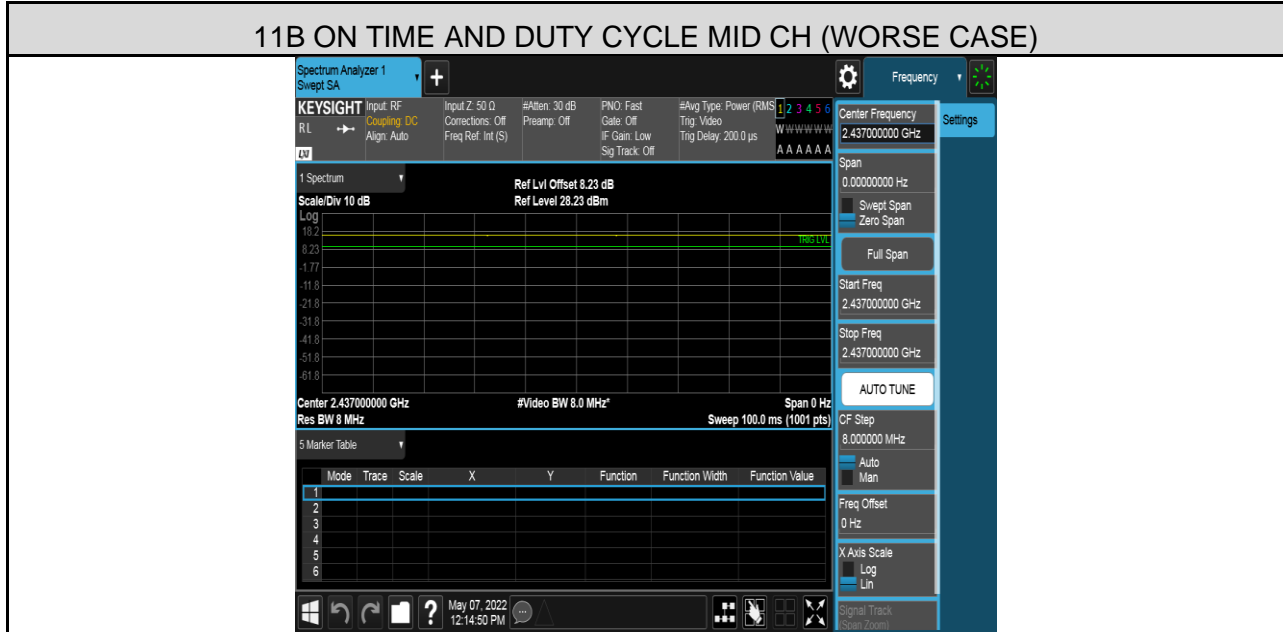 11B ON TIME AND DUTY CYCLE MID CH (WORSE CASE)
Spectrum Analyzer 1
Swept SA
+
Frequency
KEYSIGHT
RL
LXI
Input: RF
Coupling: DC
Align: Auto
Input Z: 50 Ω
Corrections: Off
Freq Ref: Int (S)
#Atten: 30 dB
Preamp: Off
PNO: Fast
Gate: Off
IF Gain: Low
Sig Track: Off
#Avg Type: Power (RMS
Trig: Video
Trig Delay: 200.0 µs
1 2 3 4 5 6
W W W W W W
A A A A A A
1 Spectrum
Scale/Div 10 dB
Log
Ref Lvl Offset 8.23 dB
Ref Level 28.23 dBm
18.2
8.23
-1.77
-11.8
-21.8
-31.8
-41.8
-51.8
-61.8
TRIG LVL
Center 2.437000000 GHz
#Video BW 8.0 MHz*
Span 0 Hz
Res BW 8 MHz
Sweep 100.0 ms (1001 pts)
5 Marker Table
Mode Trace Scale X Y Function Function Width Function Value
1
2
3
4
5
6
May 07, 2022
12:14:50 PM
?
Center Frequency
2.437000000 GHz
Settings
Span
0.00000000 Hz
Swept Span
Zero Span
Full Span
Start Freq
2.437000000 GHz
Stop Freq
2.437000000 GHz
AUTO TUNE
CF Step
8.000000 MHz
Auto
Man
Freq Offset
0 Hz
X Axis Scale
Log
Lin
Signal Track
(Span Zoom)